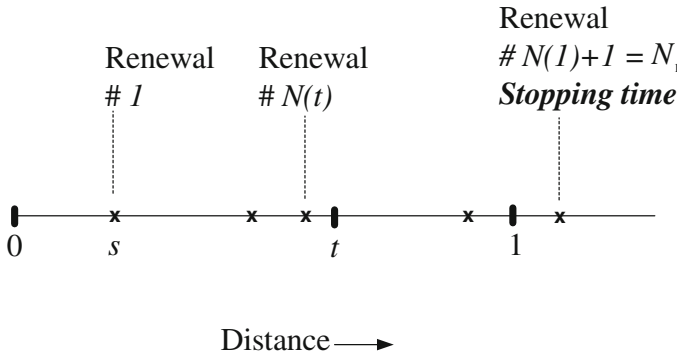 Renewal
# 1
Renewal
# N(t)
Renewal
# N(1)+1 = N
Stopping time
x x x x x
0 s t 1
Distance